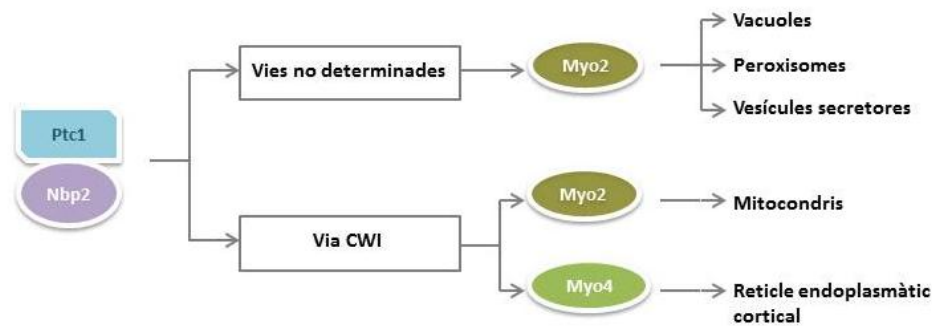 Vacuoles
Vies no determinades
Myo2
Peroxisomes
Vesícules secretores
Ptc1
Nbp2
Myo2
Mitocondris
Via CWI
Myo4
Reticle endoplasmàtic
cortical